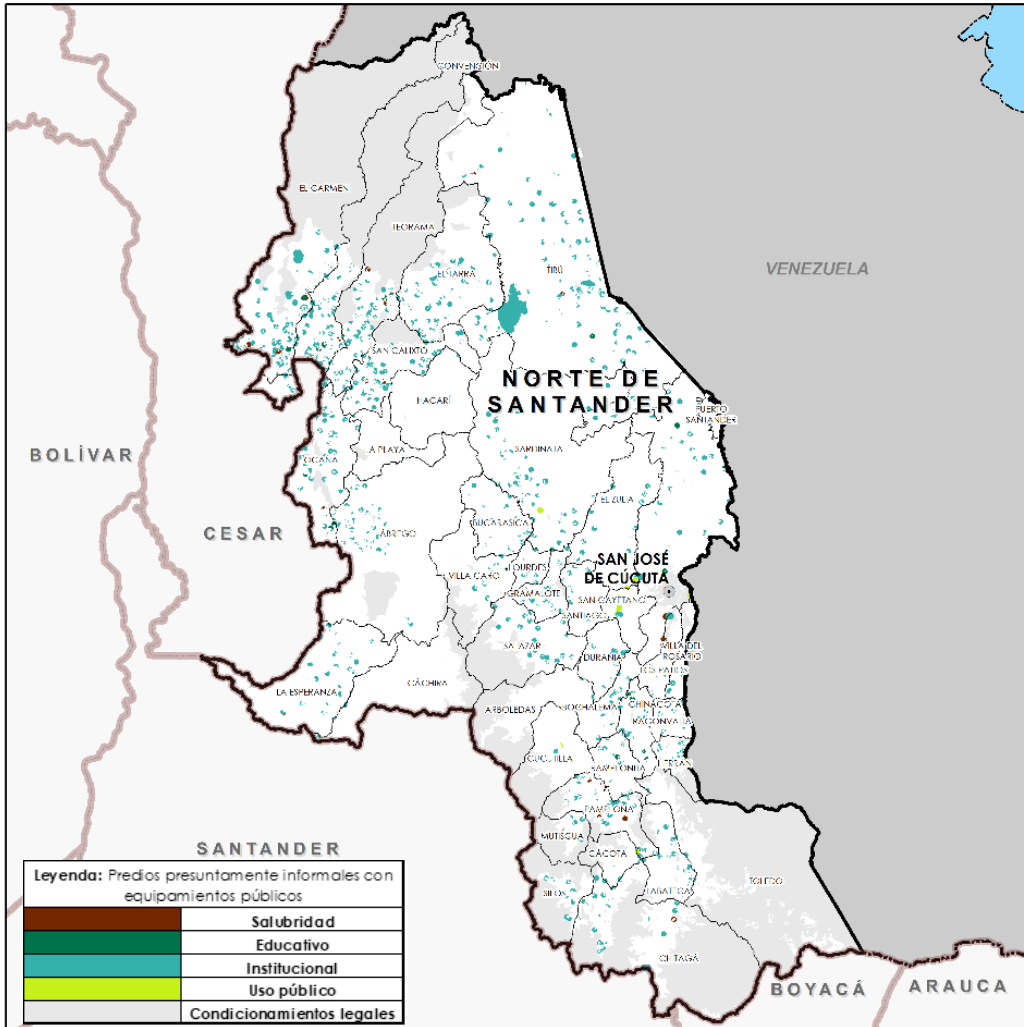 CONVENCIÓN
EL CARMEN
TEORAMA
VENEZUELA
EL TARRA
TIBÚ
SAN CALIXTO
NORTE DE
SANTANDER
HACARÍ
PUERTO
SANTANDER
BOLÍVAR
A PLAYA
SARDINATA
OCAÑA
EL ZULIA
CESAR
ÁBREGO
BUCARASICA
SAN JOSÉ
DE CÚCUTA
LOURDES
VILLA CARO
GRAMALOTE
SAN CAYETANO
SANTIAGO
SALAZAR
VILLA DEL
ROSARIO
DURANIA
LOS PATIOS
CÁCHIRA
LA ESPERANZA
ARBOLEDAS
BOCHALEMA
CHINÁCOTA
RAGONVALIA
CUCUTILLA
PAMPLONITA
HERRÁN
PAMPLONA
MUTISCUA
SANTANDER
CÁCOTA
TOLEDO
SILOS
LABATECA
CHITAGÁ
BOYACÁ
ARAUCA
Leyenda: Predios presuntamente informales con
equipamientos públicos
Salubridad
Educativo
Institucional
Uso público
Condicionamientos legales